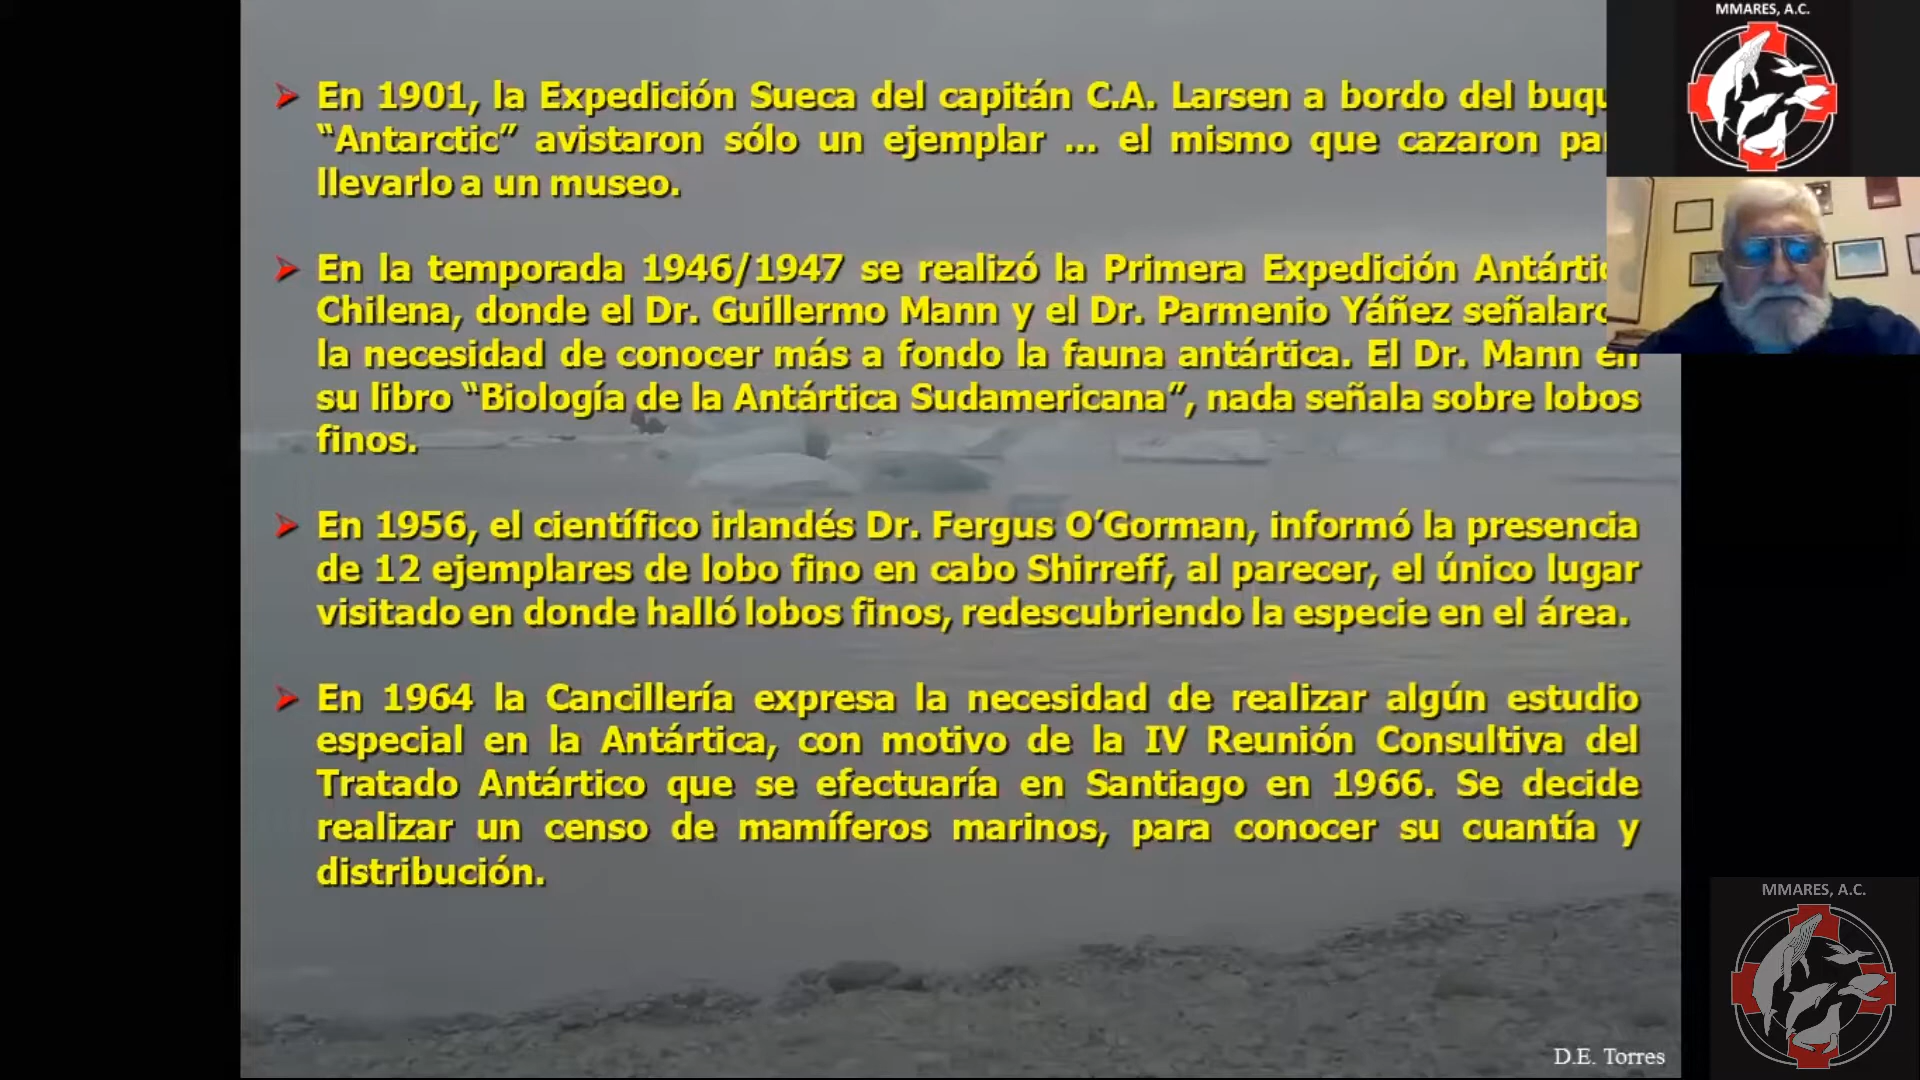 MMARES, A.C.
En 1901, la Expedición Sueca del capitán C.A. Larsen a bordo del
“Antarctic” avistaron sólo un ejemplar ... el mismo que cazaron
llevarlo a un museo.
En la temporada 1946/1947 se realizó la Primera Expedición
Chilena, donde el Dr. Guillermo Mann y el Dr. Parmenio Yáñez
la necesidad de conocer más a fondo la fauna antártica. El Dr. Mann en
su libro “Biología de la Antártica Sudamericana”, nada señala sobre lobos
finos.
En 1956, el científico irlandés Dr. Fergus O’Gorman, informó la presencia
de 12 ejemplares de lobo fino en cabo Shirreff, al parecer, el único lugar
visitado en donde halló lobos finos, redescubriendo la especie en el área.
En 1964 la Cancillería expresa la necesidad de realizar algún estudio
especial en la Antártica, con motivo de la IV Reunión Consultiva del
Tratado Antártico que se efectuaría en Santiago en 1966. Se decide
realizar un censo de mamíferos marinos, para conocer su cuantía y
distribución.
MMARES, A.C.
D.E. Torres